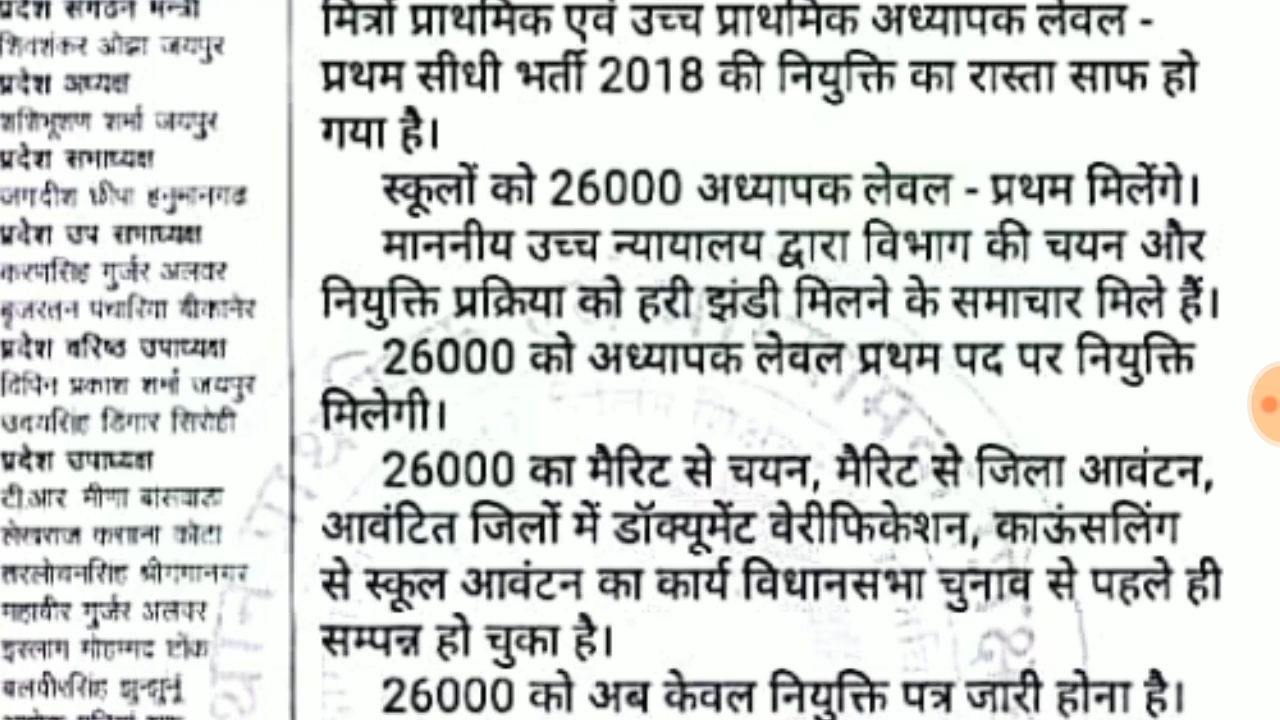 प्रदेश संगठन मन्त्री
शिवशंकर ओझा जयपुर
प्रदेश अध्यक्ष
शशिभूषण शर्मा जयपुर
प्रदेश सभाध्यक्ष
जगदीश छीपा हनुमानगढ
प्रदेश उप सभाध्यक्ष
करणसिंह गुर्जर अलवर
बृजरतन पंचारिया बीकानेर
प्रदेश वरिष्ठ उपाध्यक्ष
विपिन प्रकाश शर्मा जयपुर
उदयसिंह डिगार सिरोही
प्रदेश उपाध्यक्ष
टी.आर मीणा बांसवाडा
लेखराज कराना कोटा
तरलोचनसिंह श्रीगंगानगर
महावीर गुर्जर अलवर
इस्लाम मोहम्मद टोंक
बलवीरसिंह झुन्झुनूं
मित्रों प्राथमिक एवं उच्च प्राथमिक अध्यापक लेवल -
प्रथम सीधी भर्ती 2018 की नियुक्ति का रास्ता साफ हो
गया है।
स्कूलों को 26000 अध्यापक लेवल - प्रथम मिलेंगे।
माननीय उच्च न्यायालय द्वारा विभाग की चयन और
नियुक्ति प्रक्रिया को हरी झंडी मिलने के समाचार मिले हैं।
26000 को अध्यापक लेवल प्रथम पद पर नियुक्ति
मिलेगी।
26000 का मैरिट से चयन, मैरिट से जिला आवंटन,
आवंटित जिलों में डॉक्यूमेंट वेरीफिकेशन, काऊंसलिंग
से स्कूल आवंटन का कार्य विधानसभा चुनाव से पहले ही
सम्पन्न हो चुका है।
26000 को अब केवल नियुक्ति पत्र जारी होना है।